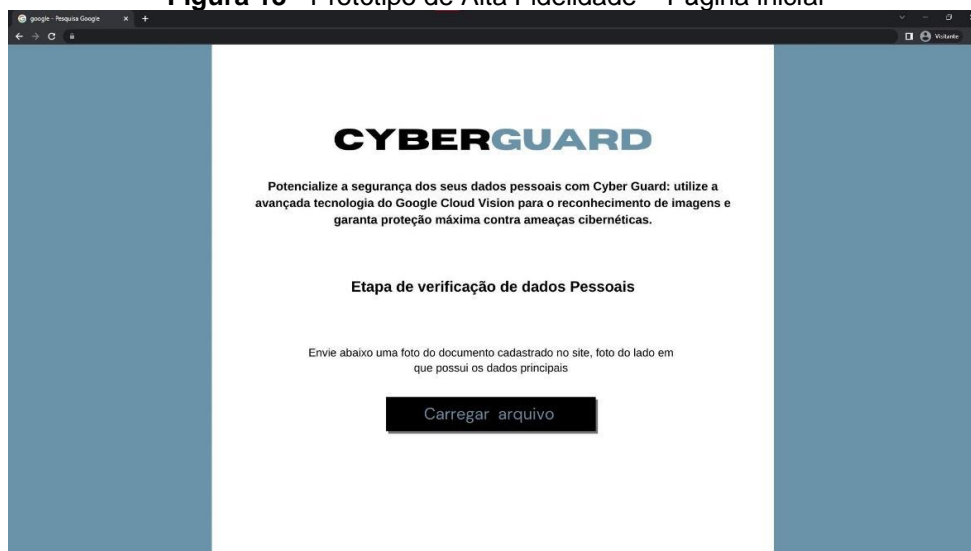 Figura 15 - Protótipo de Alta Fidelidade – Página Inicial
google - Pesquisa Google
Visitante
CYBERGUARD
Potencialize a segurança dos seus dados pessoais com Cyber Guard: utilize a
avançada tecnologia do Google Cloud Vision para o reconhecimento de imagens e
garanta proteção máxima contra ameaças cibernéticas.
Etapa de verificação de dados Pessoais
Envie abaixo uma foto do documento cadastrado no site, foto do lado em
que possui os dados principais
Carregar arquivo